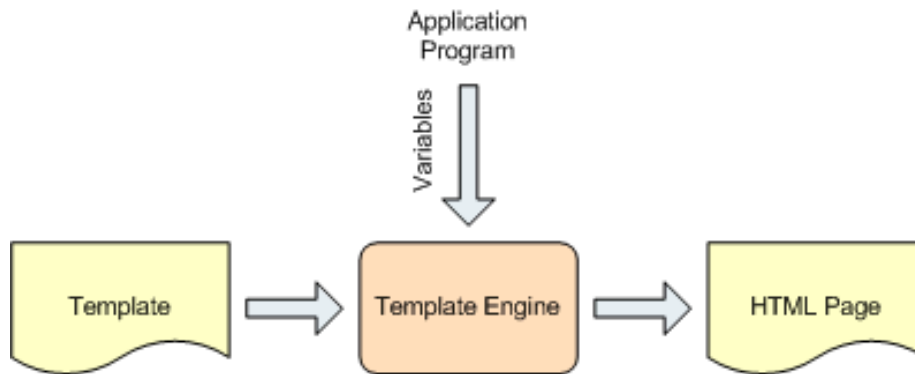 Application
Program
Variables
Template
Template Engine
HTML Page